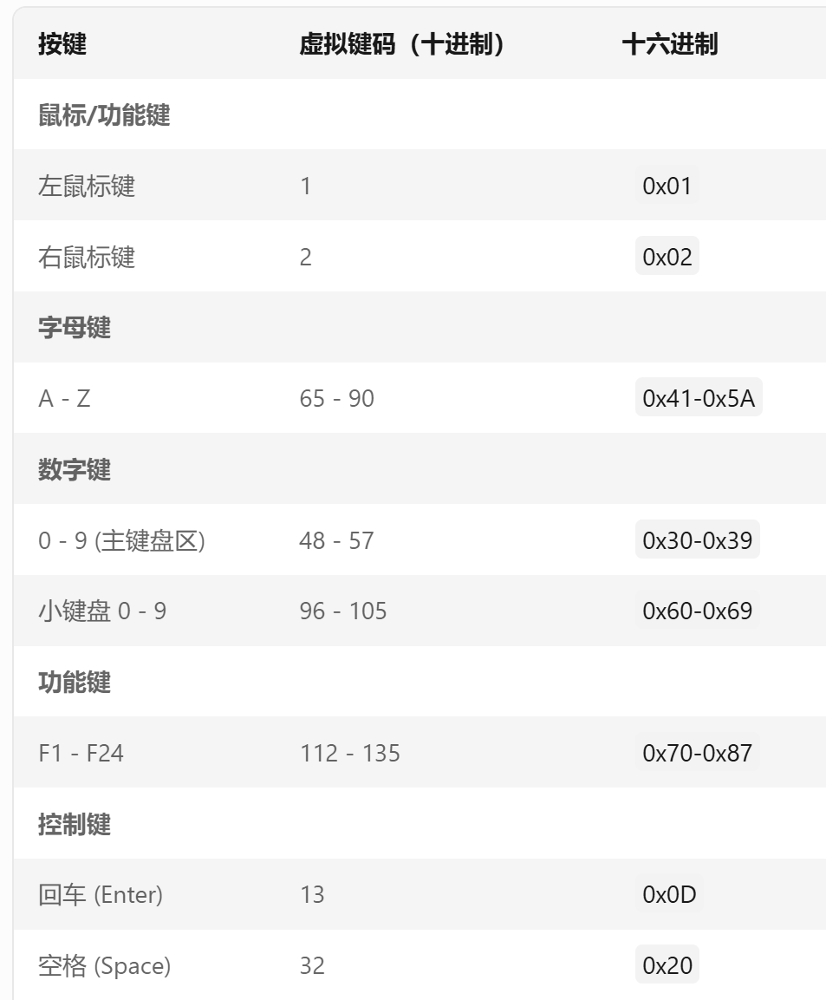 按键 虚拟键码（十进制） 十六进制
鼠标/功能键
左鼠标键 1 0x01
右鼠标键 2 0x02
字母键
A - Z 65 - 90 0x41-0x5A
数字键
0 - 9 (主键盘区) 48 - 57 0x30-0x39
小键盘 0 - 9 96 - 105 0x60-0x69
功能键
F1 - F24 112 - 135 0x70-0x87
控制键
回车 (Enter) 13 0x0D
空格 (Space) 32 0x20